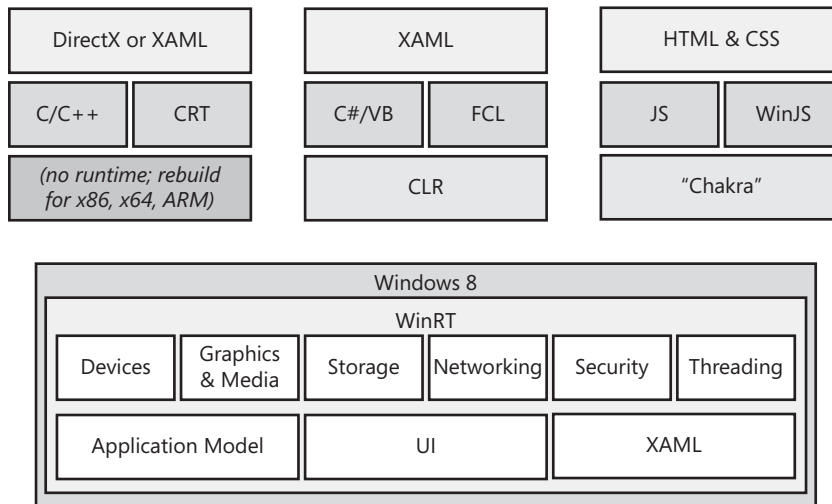 DirectX or XAML
C/C++
CRT
(no runtime; rebuild
for x86, x64, ARM)
XAML
C#/VB
FCL
CLR
HTML & CSS
JS
WinJS
“Chakra”
Windows 8
WinRT
Devices
Graphics
& Media
Storage
Networking
Security
Threading
Application Model
UI
XAML